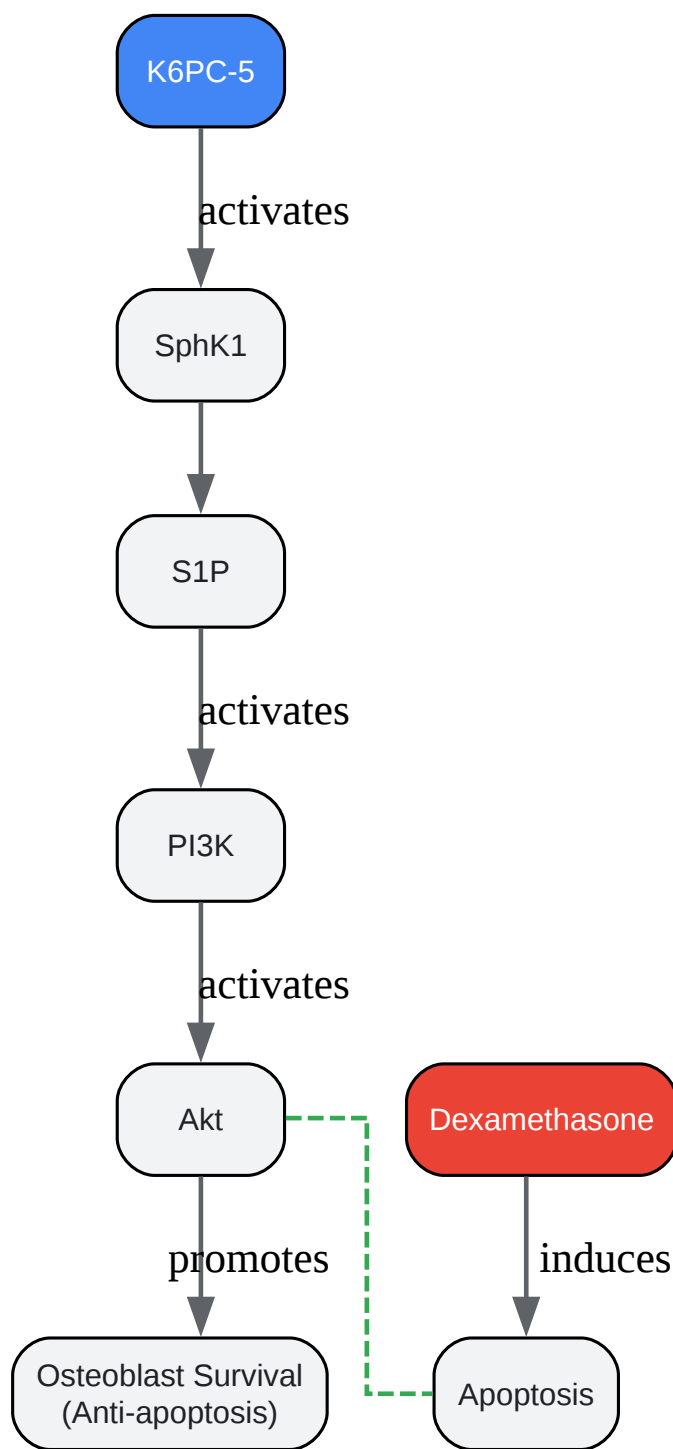 K6PC-5
activates
SphK1
S1P
activates
PI3K
activates
Akt
Dexamethasone
promotes
induces
Osteoblast Survival
(Anti-apoptosis)
Apoptosis